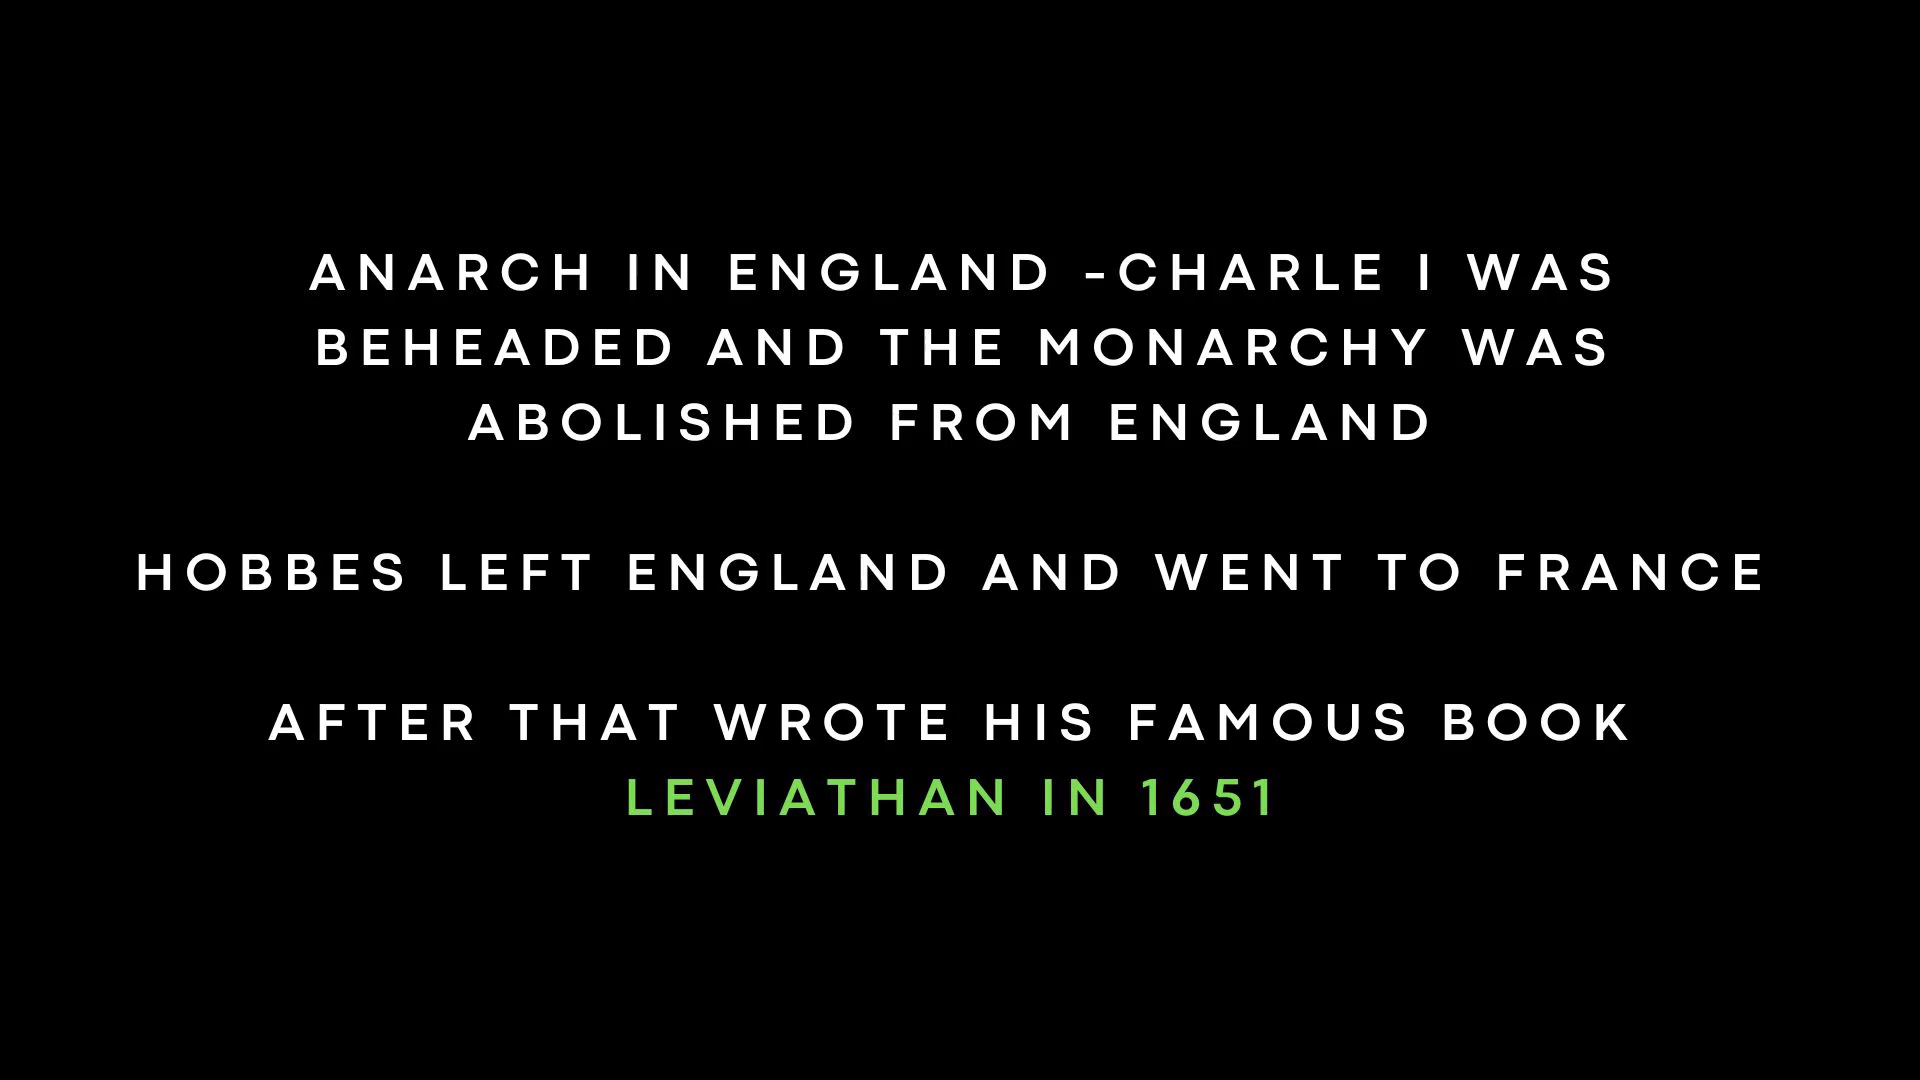 ANARCH IN ENGLAND -CHARLE I WAS
BEHEADED AND THE MONARCHY WAS
ABOLISHED FROM ENGLAND
HOBBES LEFT ENGLAND AND WENT TO FRANCE
AFTER THAT WROTE HIS FAMOUS BOOK
LEVIATHAN IN 1651